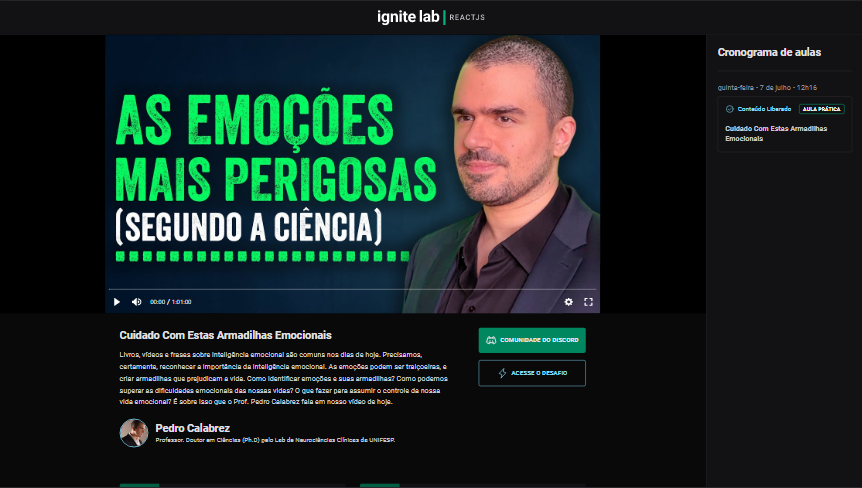 ignite lab | REACTJS
AS EMOÇÕES
MAIS PERIGOSAS
(SEGUNDO A CIÊNCIA)
00:00 / 1:01:00
Cuidado Com Estas Armadilhas Emocionais
Livros, vídeos e frases sobre inteligência emocional são comuns nos dias de hoje. Precisamos,
certamente, reconhecer a importância da inteligência emocional. As emoções podem ser traiçoeiras, e
criar armadilhas que prejudicam a vida. Como identificar emoções e suas armadilhas? Como podemos
superar as dificuldades emocionais das nossas vidas? O que fazer para assumir o controle da nossa
vida emocional? É sobre isso que o Prof. Pedro Calabrez fala em nosso vídeo de hoje.
Pedro Calabrez
Professor. Doutor em Ciências (Ph.D) pelo Lab de Neurociências Clínicas da UNIFESP.
COMUNIDADE DO DISCORD
ACESSE O DESAFIO
Cronograma de aulas
quinta-feira - 7 de julho - 12h16
Conteúdo Liberado
AULA PRÁTICA
Cuidado Com Estas Armadilhas
Emocionais